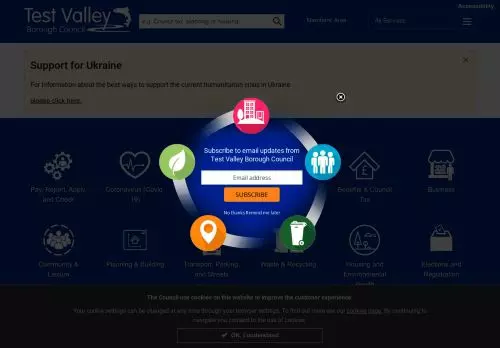 Accessibility
Test Valley
Borough Council
e.g. Council tax, planning or housing
Members' Area
All Services
Support for Ukraine
For information about the best ways to support the current humanitarian crisis in Ukraine
please click here.
Subscribe to email updates from
Test Valley Borough Council
Email address
SUBSCRIBE
No thanks Remind me later
Pay, Report, Apply, and Check
Coronavirus (Covid 19)
Benefits & Council Tax
Business
Community & Leisure
Planning & Building
Transport, Parking, and Streets
Waste & Recycling
Housing and Environmental Health
Elections and Registration
The Council use cookies on this website to improve the customer experience
Your cookie settings can be changed at any time through your browser settings. To find out more see our cookies page. By continuing to
navigate you consent to the use of cookies.
OK, I understand